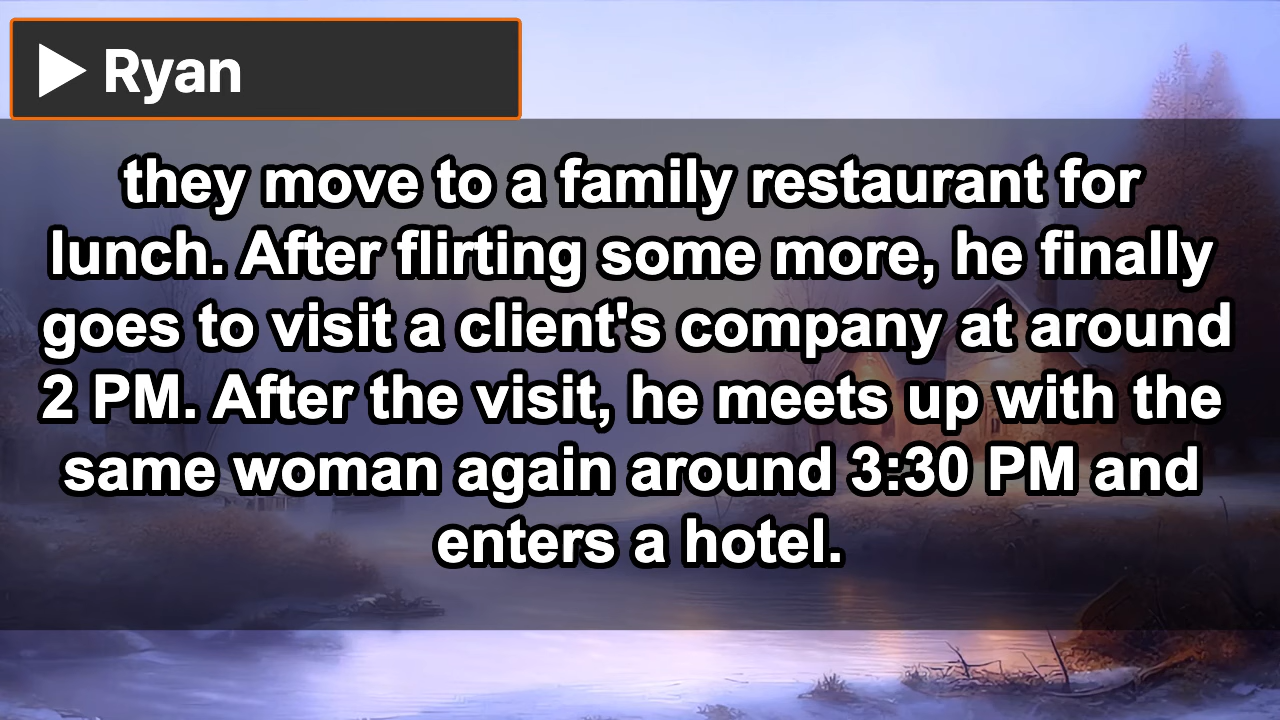 ▶ Ryan
they move to a family restaurant for
lunch. After flirting some more, he finally
goes to visit a client's company at around
2 PM. After the visit, he meets up with the
same woman again around 3:30 PM and
enters a hotel.